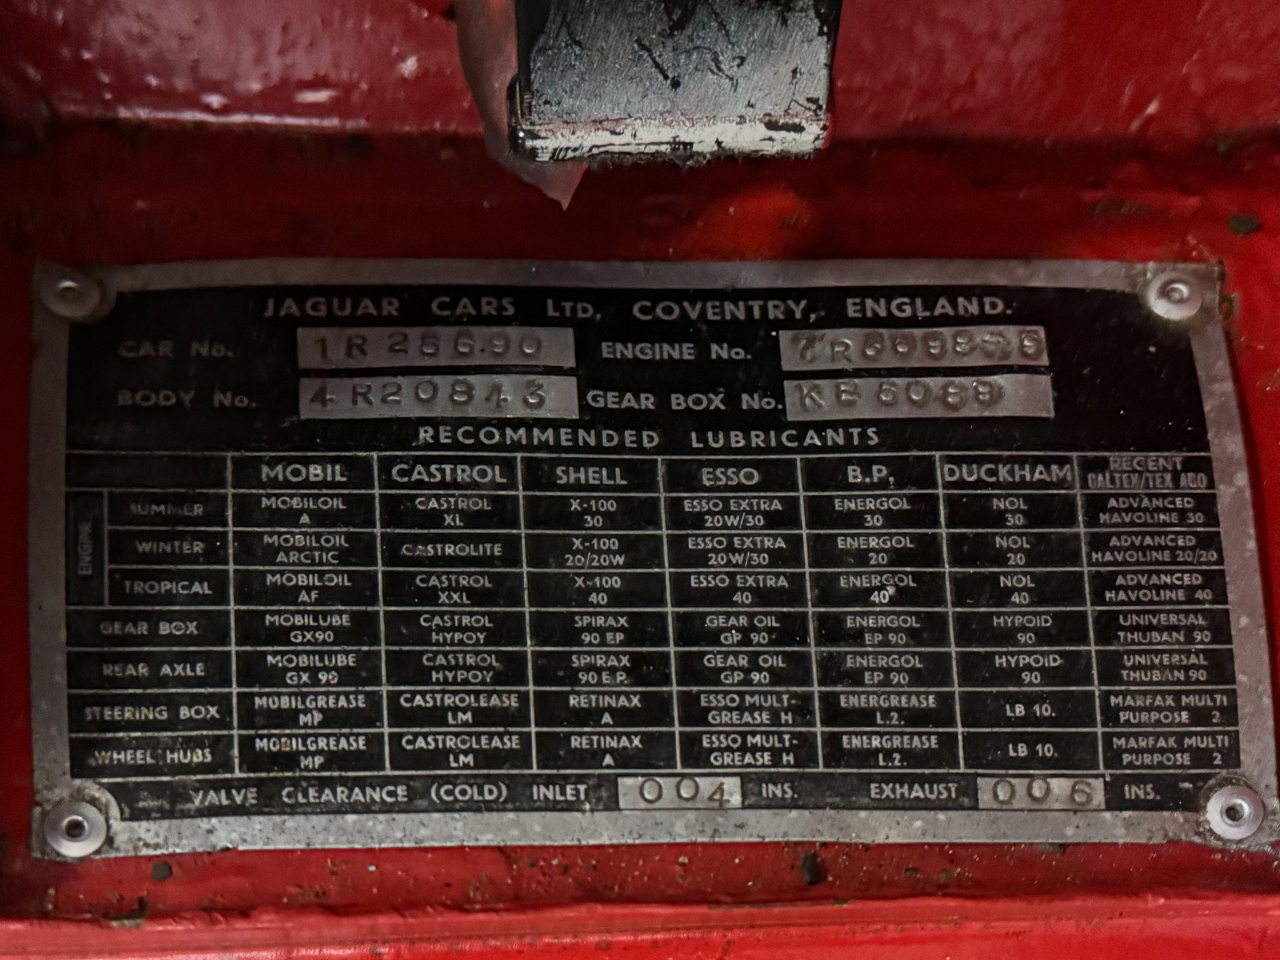 JAGUAR CARS LTD. COVENTRY, ENGLAND.
CAR No. ENGINE No.
BODY No. 4R20843 GEAR BOX No.
RECOMMENDED LUBRICANTS
MOBIL CASTROL SHELL ESSO B.P. DUCKHAM REGENT CALTEX/TEXACO
ENGINE
SUMMER MOBILOIL A CASTROL XL X-100 30 ESSO EXTRA 20W/30 ENERGOL 30 NOL 30 ADVANCED HAVOLINE 30
WINTER MOBILOIL ARCTIC CASTROLITE X-100 20/20W ESSO EXTRA 20W/30 ENERGOL 20 NOL 20 ADVANCED HAVOLINE 20/20
TROPICAL MOBILOIL AF CASTROL XXL X-100 40 ESSO EXTRA 40 ENERGOL 40 NOL 40 ADVANCED HAVOLINE 40
GEAR BOX MOBILUBE GX90 CASTROL HYPOY SPIRAX 90 EP GEAR OIL GP 90 ENERGOL EP 90 HYPOID 90 UNIVERSAL THUBAN 90
REAR AXLE MOBILUBE GX 90 CASTROL HYPOY SPIRAX 90 E.P. GEAR OIL GP 90 ENERGOL EP 90 HYPOID 90 UNIVERSAL THUBAN 90
STEERING BOX MOBILGREASE MP CASTROLEASE LM RETINAX A ESSO MULT-GREASE H ENERGREASE L.2. LB 10. MARFAK MULTI PURPOSE 2
WHEEL HUBS MOBILGREASE MP CASTROLEASE LM RETINAX A ESSO MULT-GREASE H ENERGREASE L.2. LB 10. MARFAK MULTI PURPOSE 2
VALVE CLEARANCE (COLD) INLET 004 INS. EXHAUST 006 INS.